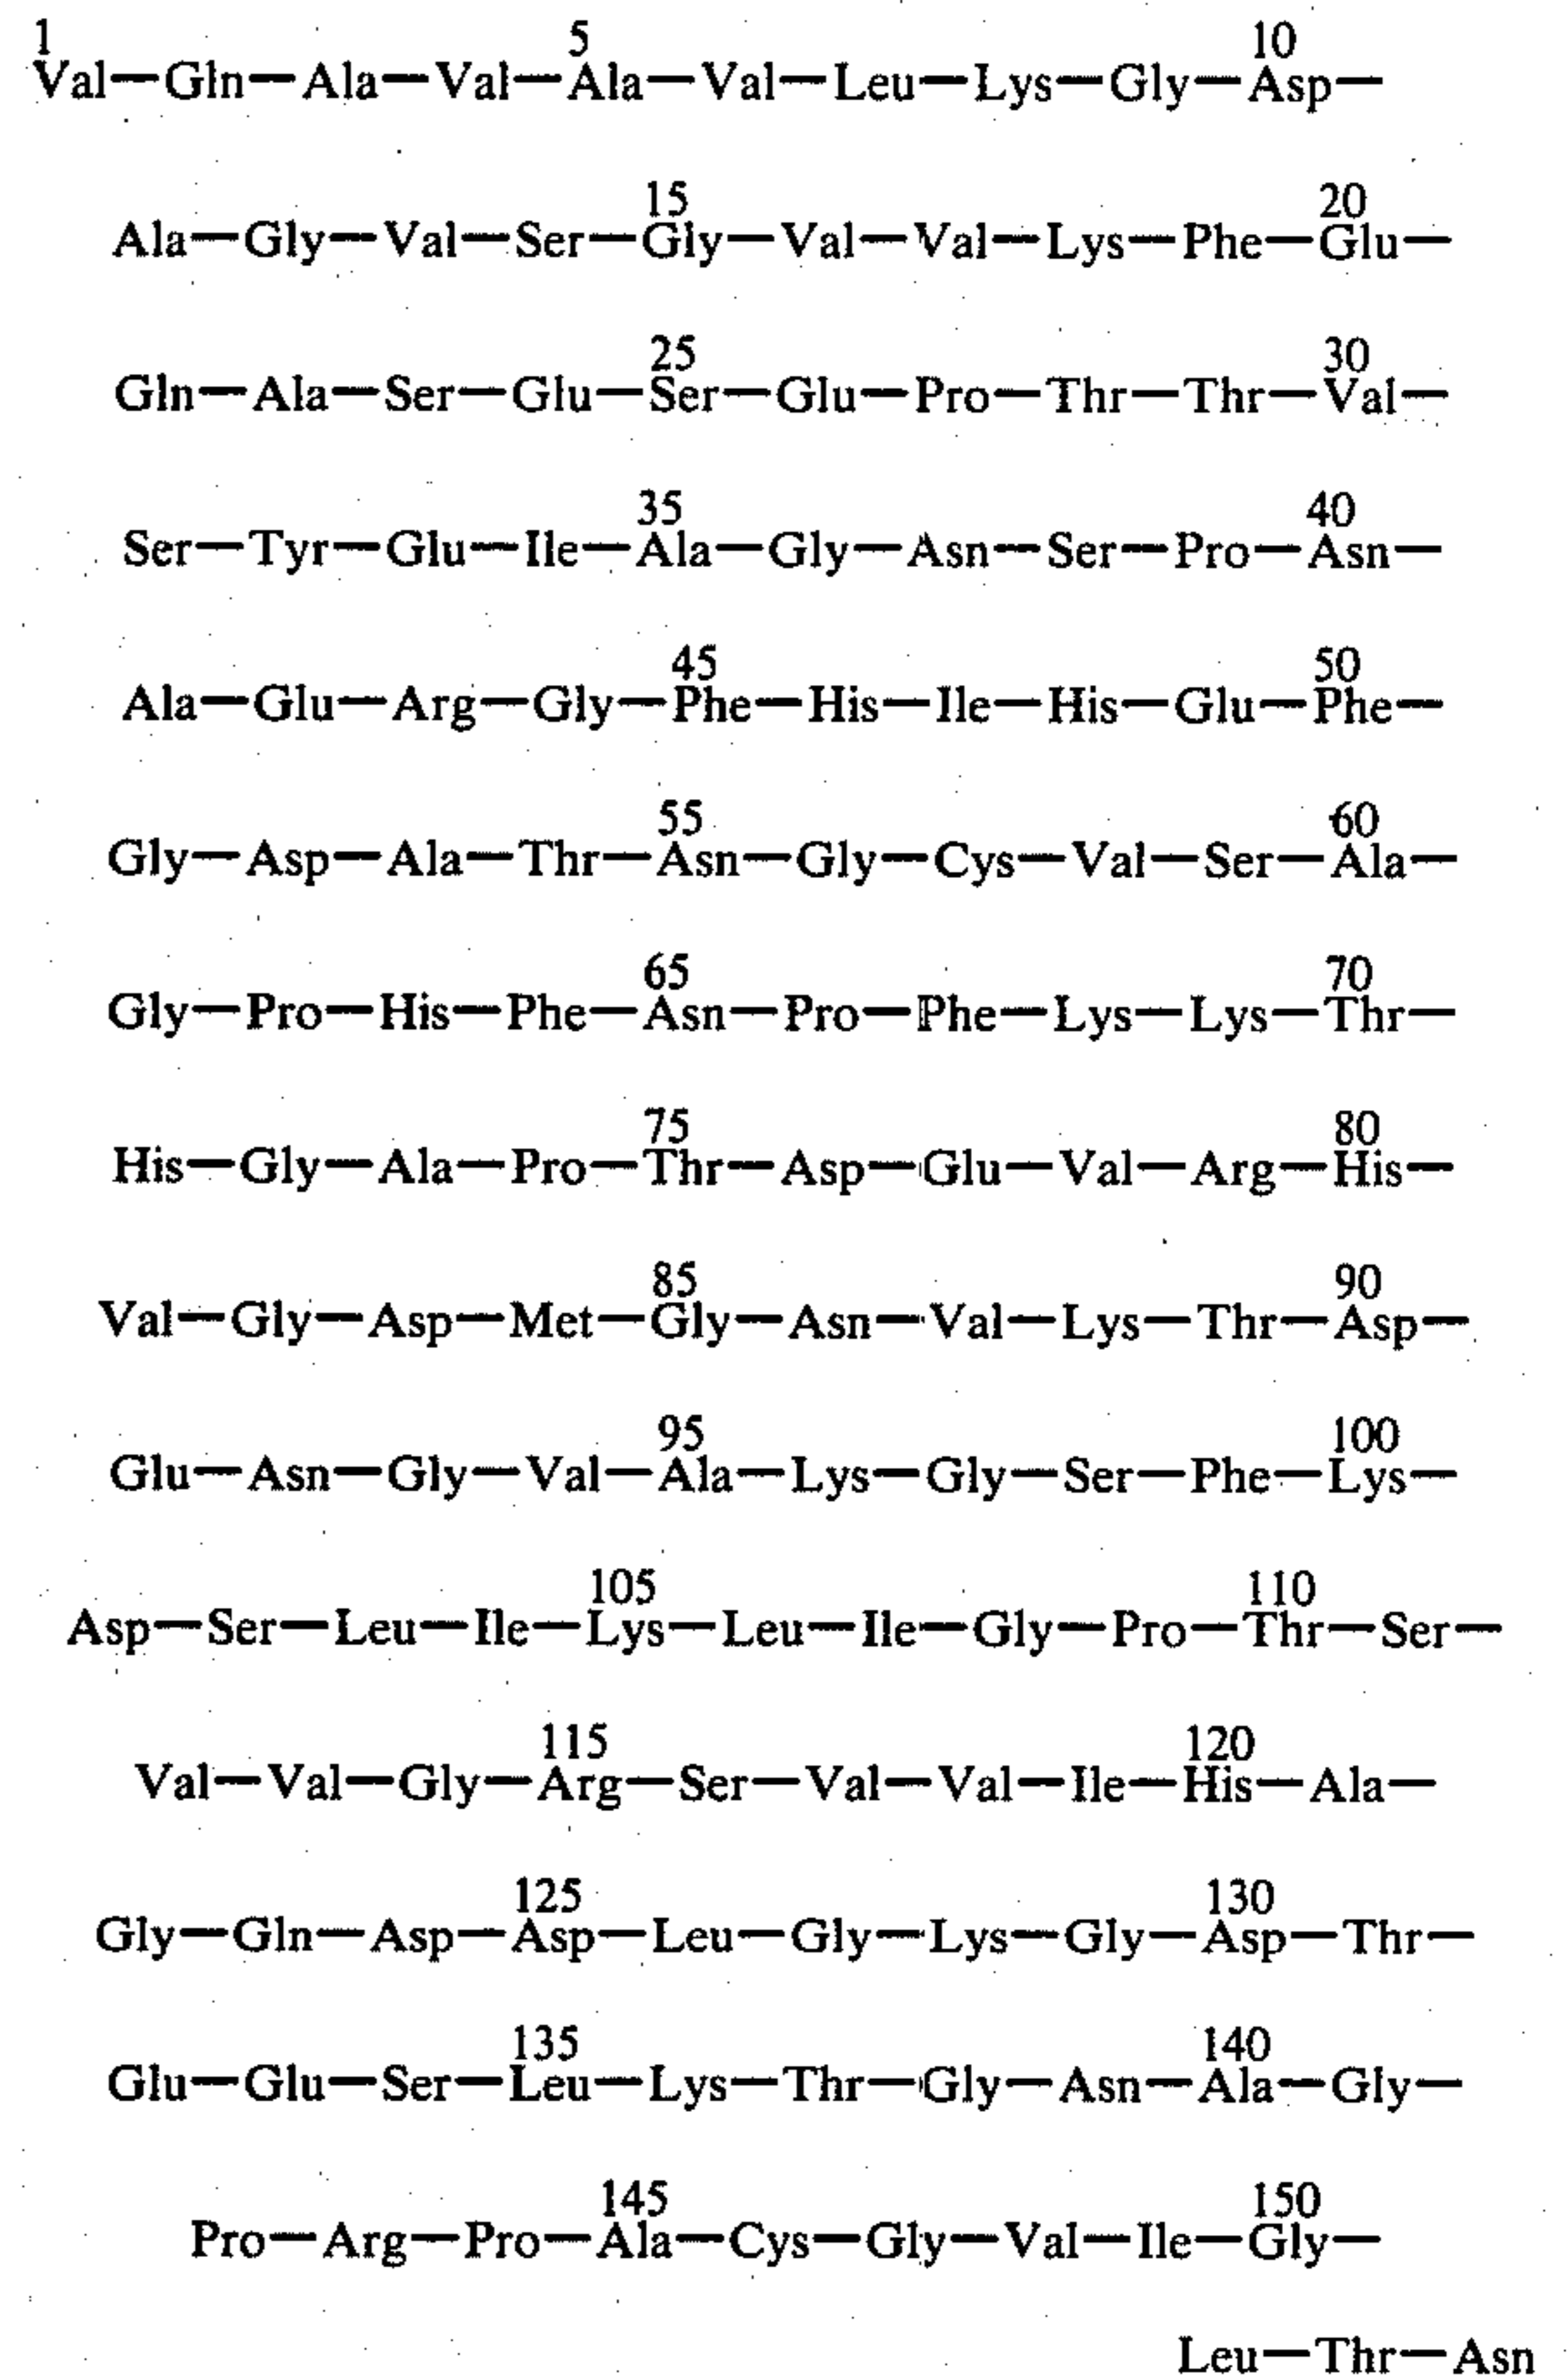 1 5 10
Val—Gln—Ala—Val—Ala—Val—Leu—Lys—Gly—Asp—
15 20
Ala—Gly—Val—Ser—Gly—Val—Val—Lys—Phe—Glu—
25 30
Gln—Ala—Ser—Glu—Ser—Glu—Pro—Thr—Thr—Val—
35 40
Ser—Tyr—Glu—Ile—Ala—Gly—Asn—Ser—Pro—Asn—
45 50
Ala—Glu—Arg—Gly—Phe—His—Ile—His—Glu—Phe—
55 60
Gly—Asp—Ala—Thr—Asn—Gly—Cys—Val—Ser—Ala—
65 70
Gly—Pro—His—Phe—Asn—Pro—Phe—Lys—Lys—Thr—
75 80
His—Gly—Ala—Pro—Thr—Asp—Glu—Val—Arg—His—
85 90
Val—Gly—Asp—Met—Gly—Asn—Val—Lys—Thr—Asp—
95 100
Glu—Asn—Gly—Val—Ala—Lys—Gly—Ser—Phe—Lys—
105 110
Asp—Ser—Leu—Ile—Lys—Leu—Ile—Gly—Pro—Thr—Ser—
115 120
Val—Val—Gly—Arg—Ser—Val—Val—Ile—His—Ala—
125 130
Gly—Gln—Asp—Asp—Leu—Gly—Lys—Gly—Asp—Thr—
135 140
Glu—Glu—Ser—Leu—Lys—Thr—Gly—Asn—Ala—Gly—
145 150
Pro—Arg—Pro—Ala—Cys—Gly—Val—Ile—Gly—
Leu—Thr—Asn